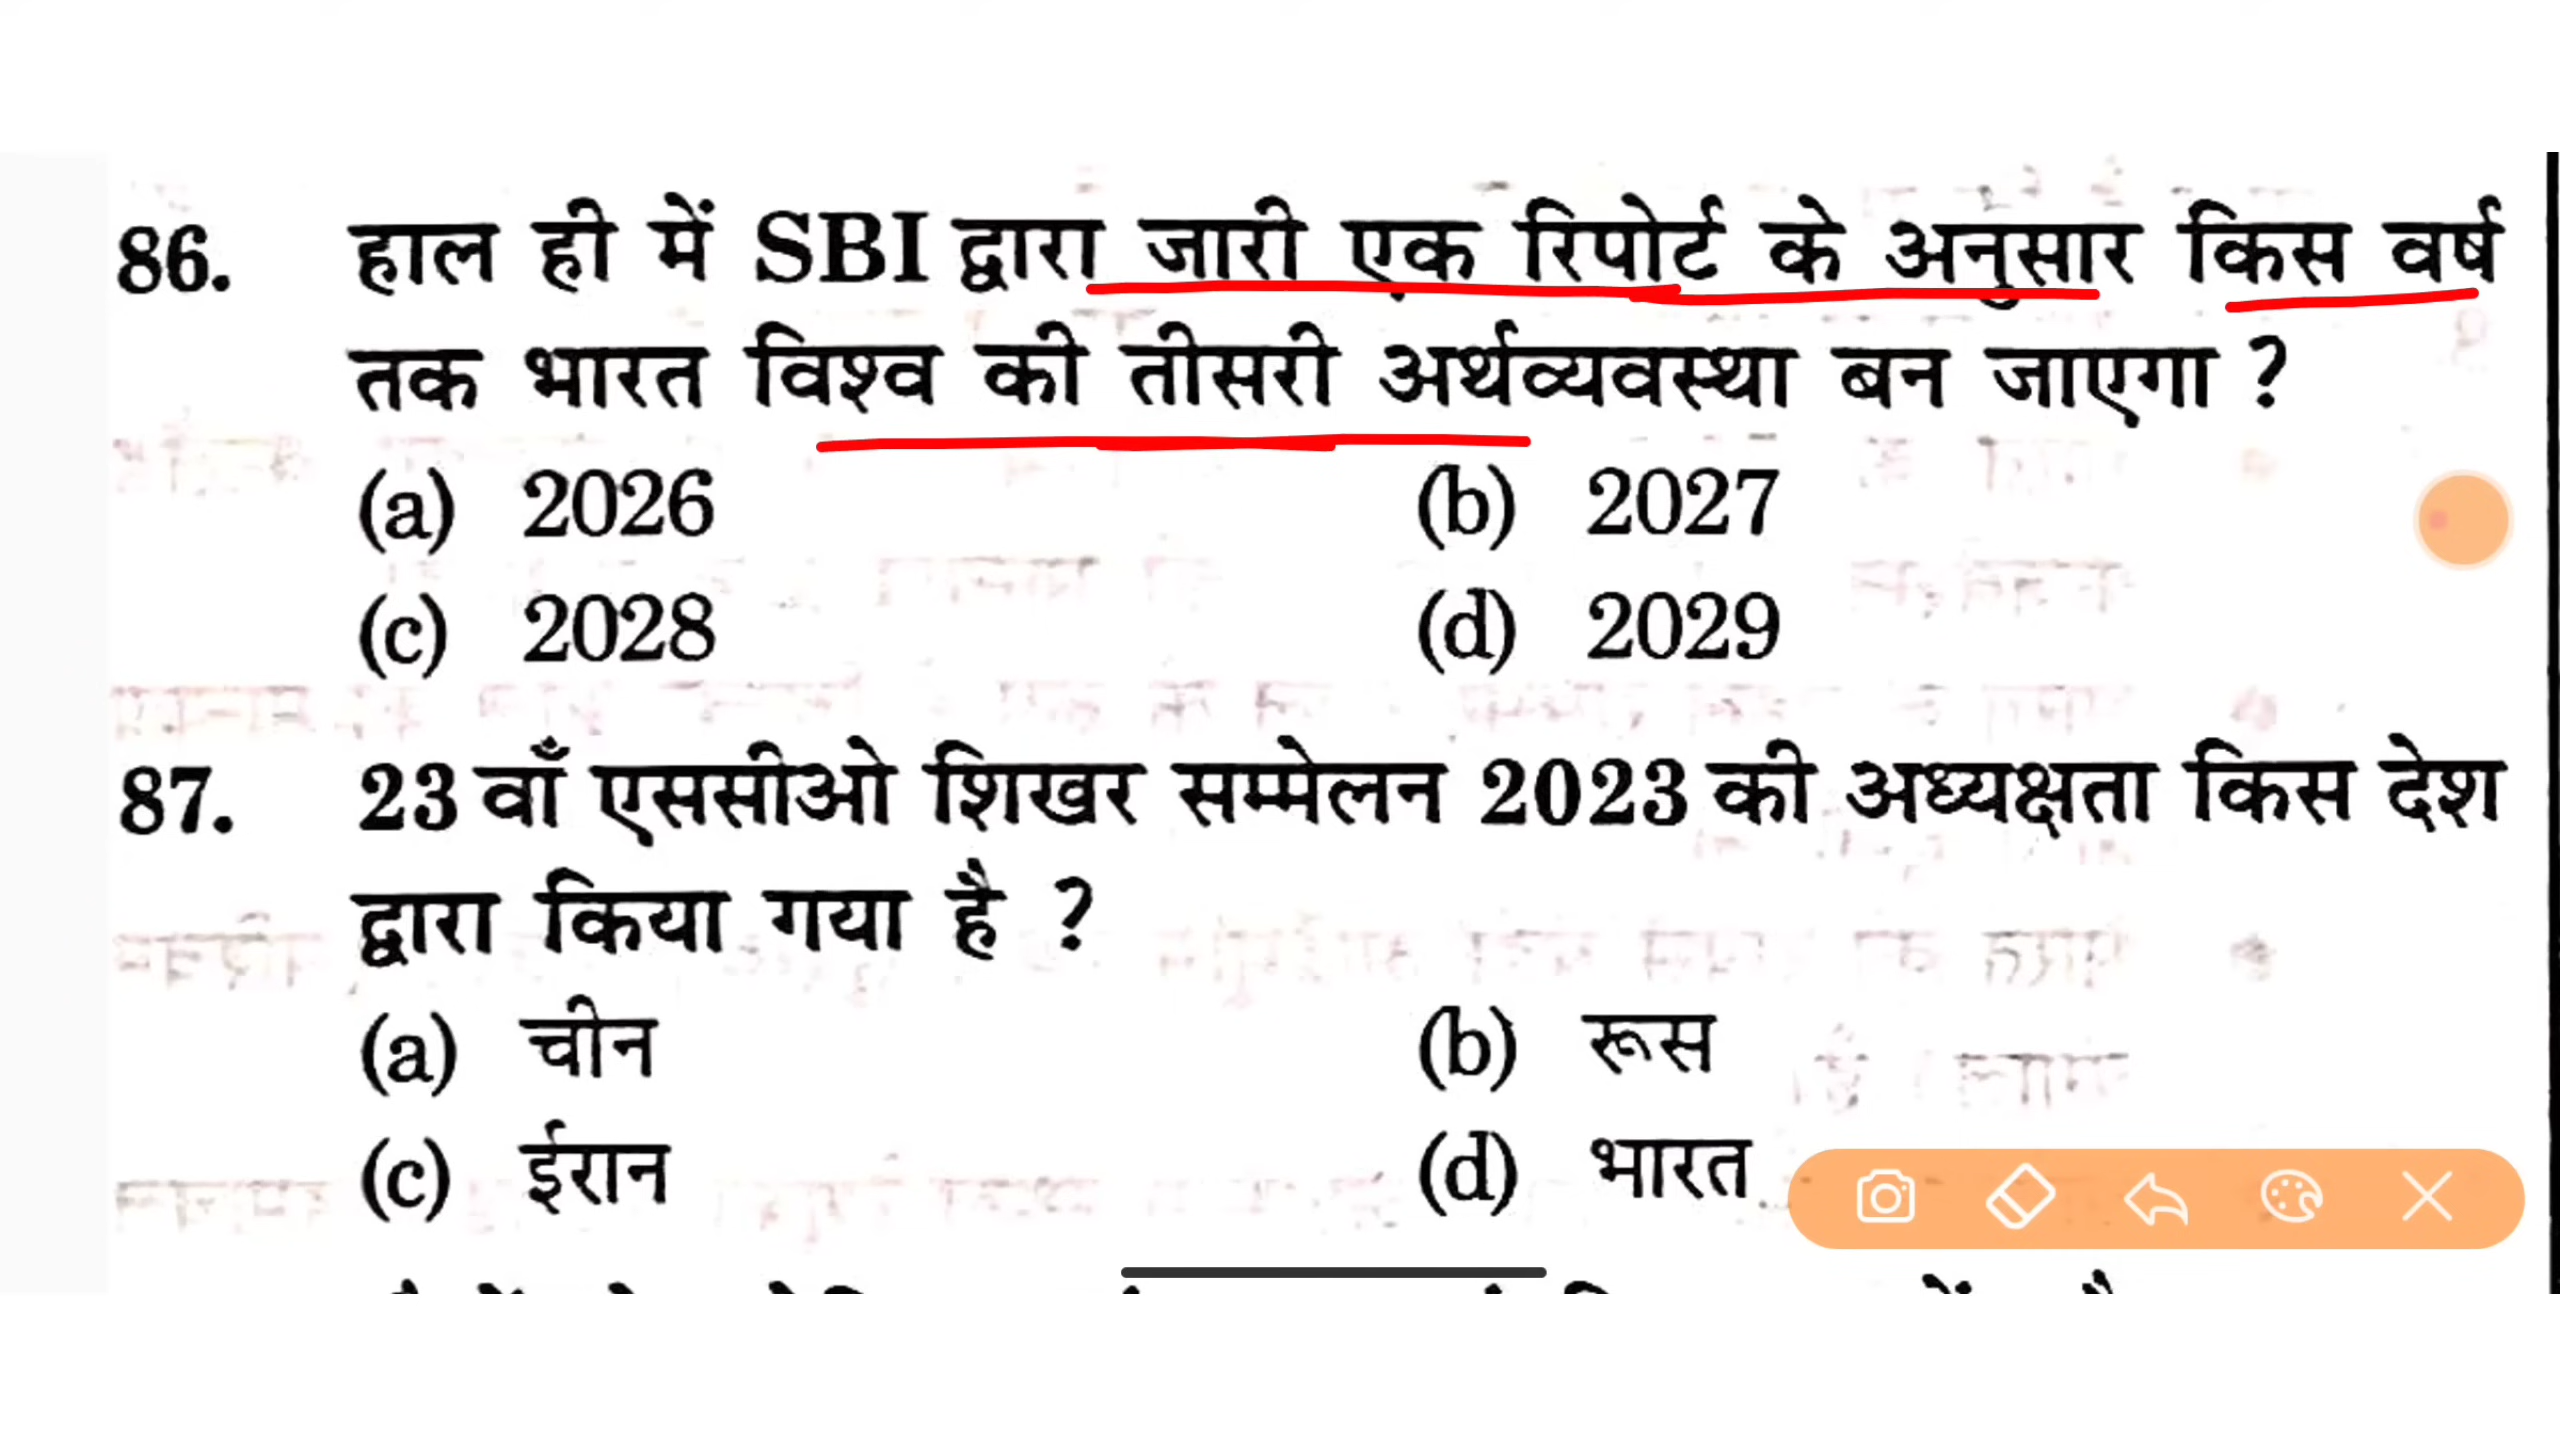 86. हाल ही में SBI द्वारा जारी एक रिपोर्ट के अनुसार किस वर्ष
तक भारत विश्व की तीसरी अर्थव्यवस्था बन जाएगा ?
(a) 2026 (b) 2027
(c) 2028 (d) 2029
87. 23 वाँ एससीओ शिखर सम्मेलन 2023 की अध्यक्षता किस देश
द्वारा किया गया है ?
(a) चीन (b) रूस
(c) ईरान (d) भारत